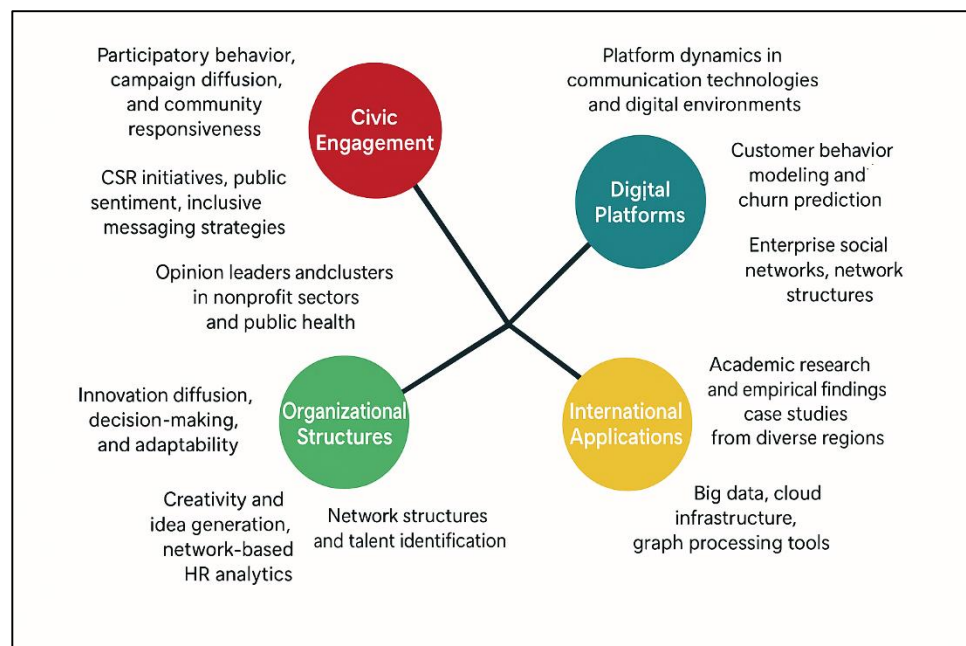 Participatory behavior,
campaign diffusion,
and community
responsiveness
Civic
Engagement
CSR initiatives, public
sentiment, inclusive
messaging strategies
Opinion leaders andclusters
in nonprofit sectors
and public health
Platform dynamics in
communication technologies
and digital environments
Digital
Platforms
Customer behavior
modeling and
churn prediction
Enterprise social
networks, network
structures
Innovation diffusion,
decision-making,
and adaptability
Organizational
Structures
Creativity and
idea generation,
network-based
HR analytics
Network structures
and talent identification
International
Applications
Academic research
and empirical findings
case studies
from diverse regions
Big data, cloud
infrastructure,
graph processing tools